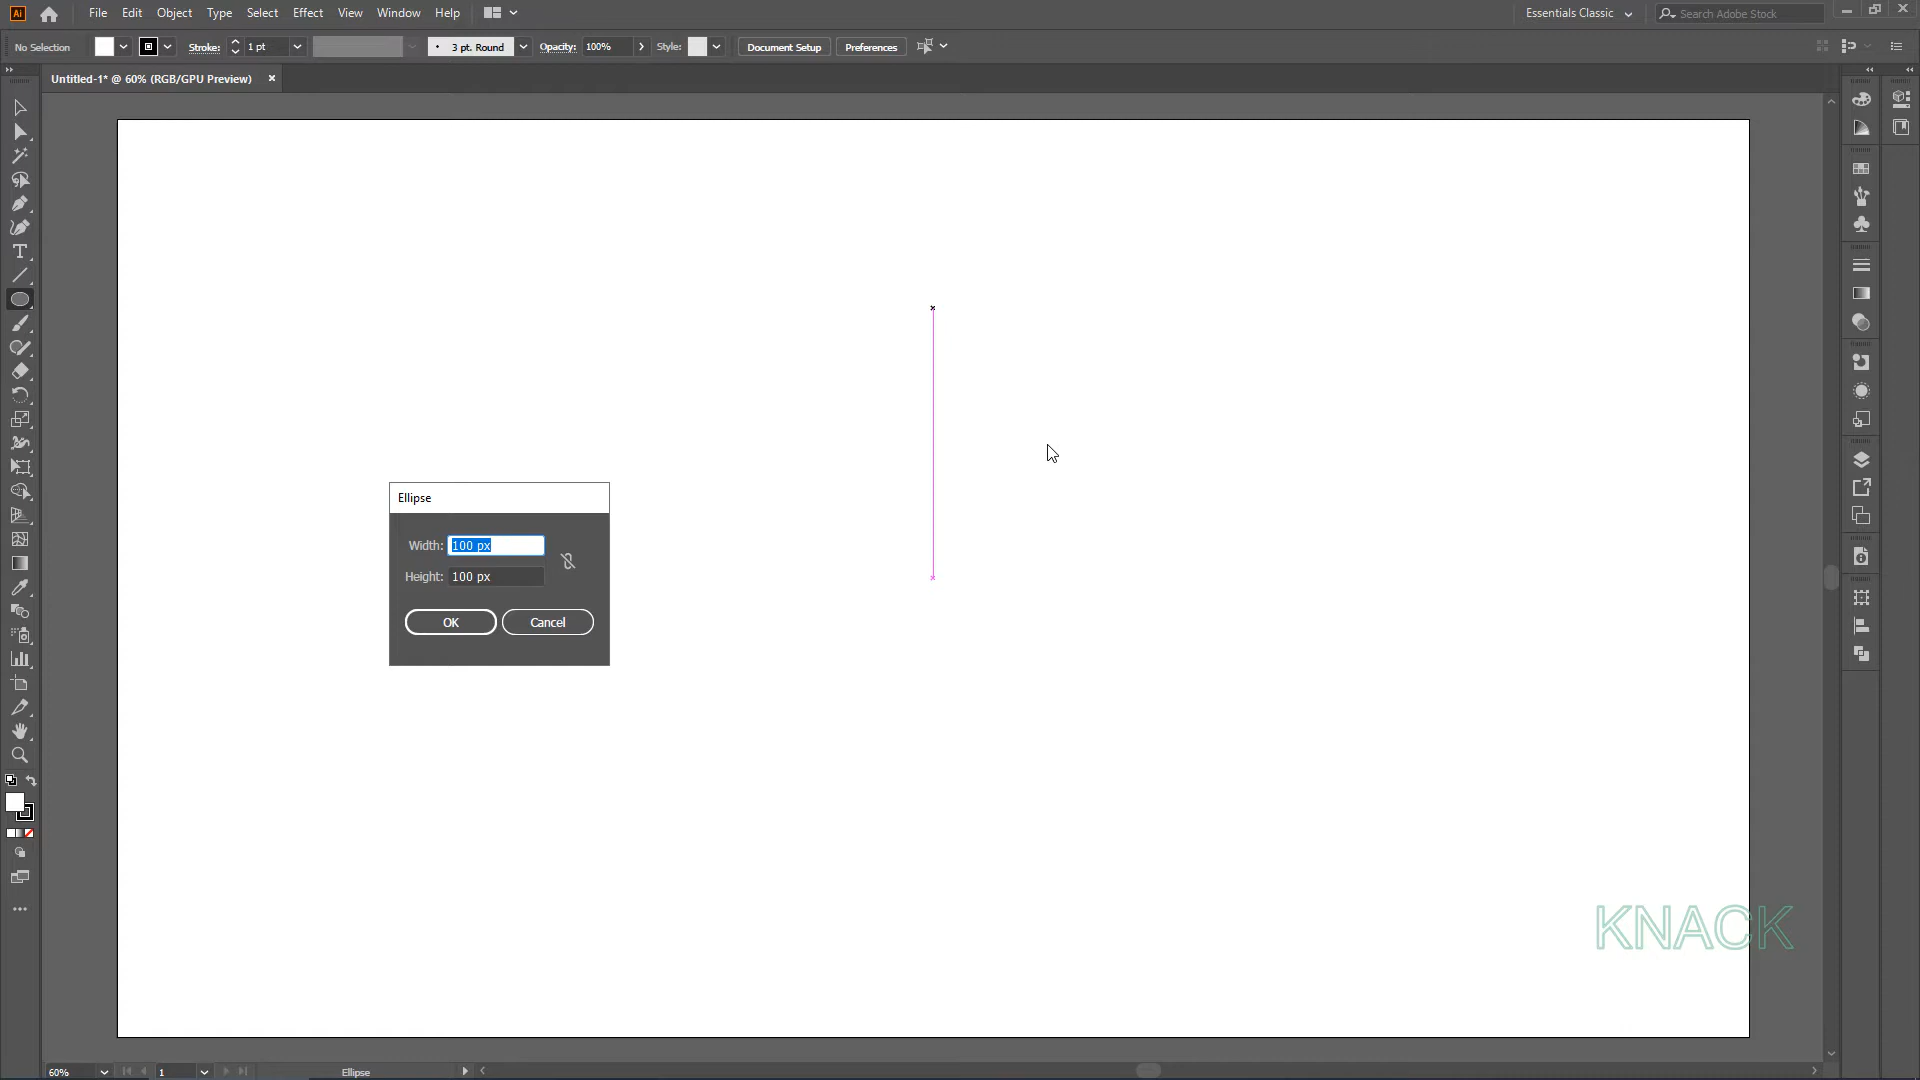 Ai File Edit Object Type Select Effect View Window Help Essentials Classic Search Adobe Stock
No Selection Stroke: 1 pt 3 pt. Round Opacity: 100% Style: Document Setup Preferences
Untitled-1* @ 60% (RGB/GPU Preview)
Ellipse
Width: 100 px
Height: 100 px
OK Cancel
KNACK
60% 1 Ellipse